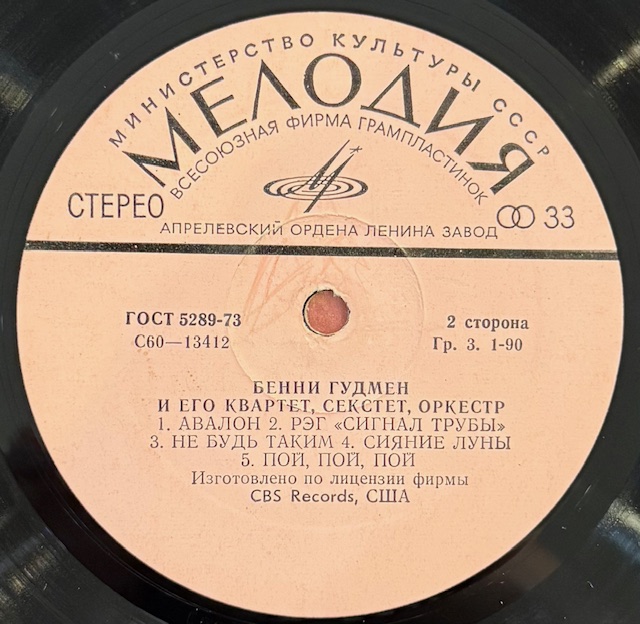 МИНИСТЕРСТВО КУЛЬТУРЫ СССР
МЕЛОДИЯ
ВСЕСОЮЗНАЯ ФИРМА ГРАМПЛАСТИНОК
СТЕРЕО
33
АПРЕЛЕВСКИЙ ОРДЕНА ЛЕНИНА ЗАВОД
ГОСТ 5289-73
2 сторона
С60—13412
Гр. 3. 1-90
БЕННИ ГУДМЕН
И ЕГО КВАРТЕТ, СЕКСТЕТ, ОРКЕСТР
1. АВАЛОН 2. РЭГ «СИГНАЛ ТРУБЫ»
3. НЕ БУДЬ ТАКИМ 4. СИЯНИЕ ЛУНЫ
5. ПОЙ, ПОЙ, ПОЙ
Изготовлено по лицензии фирмы
CBS Records, США